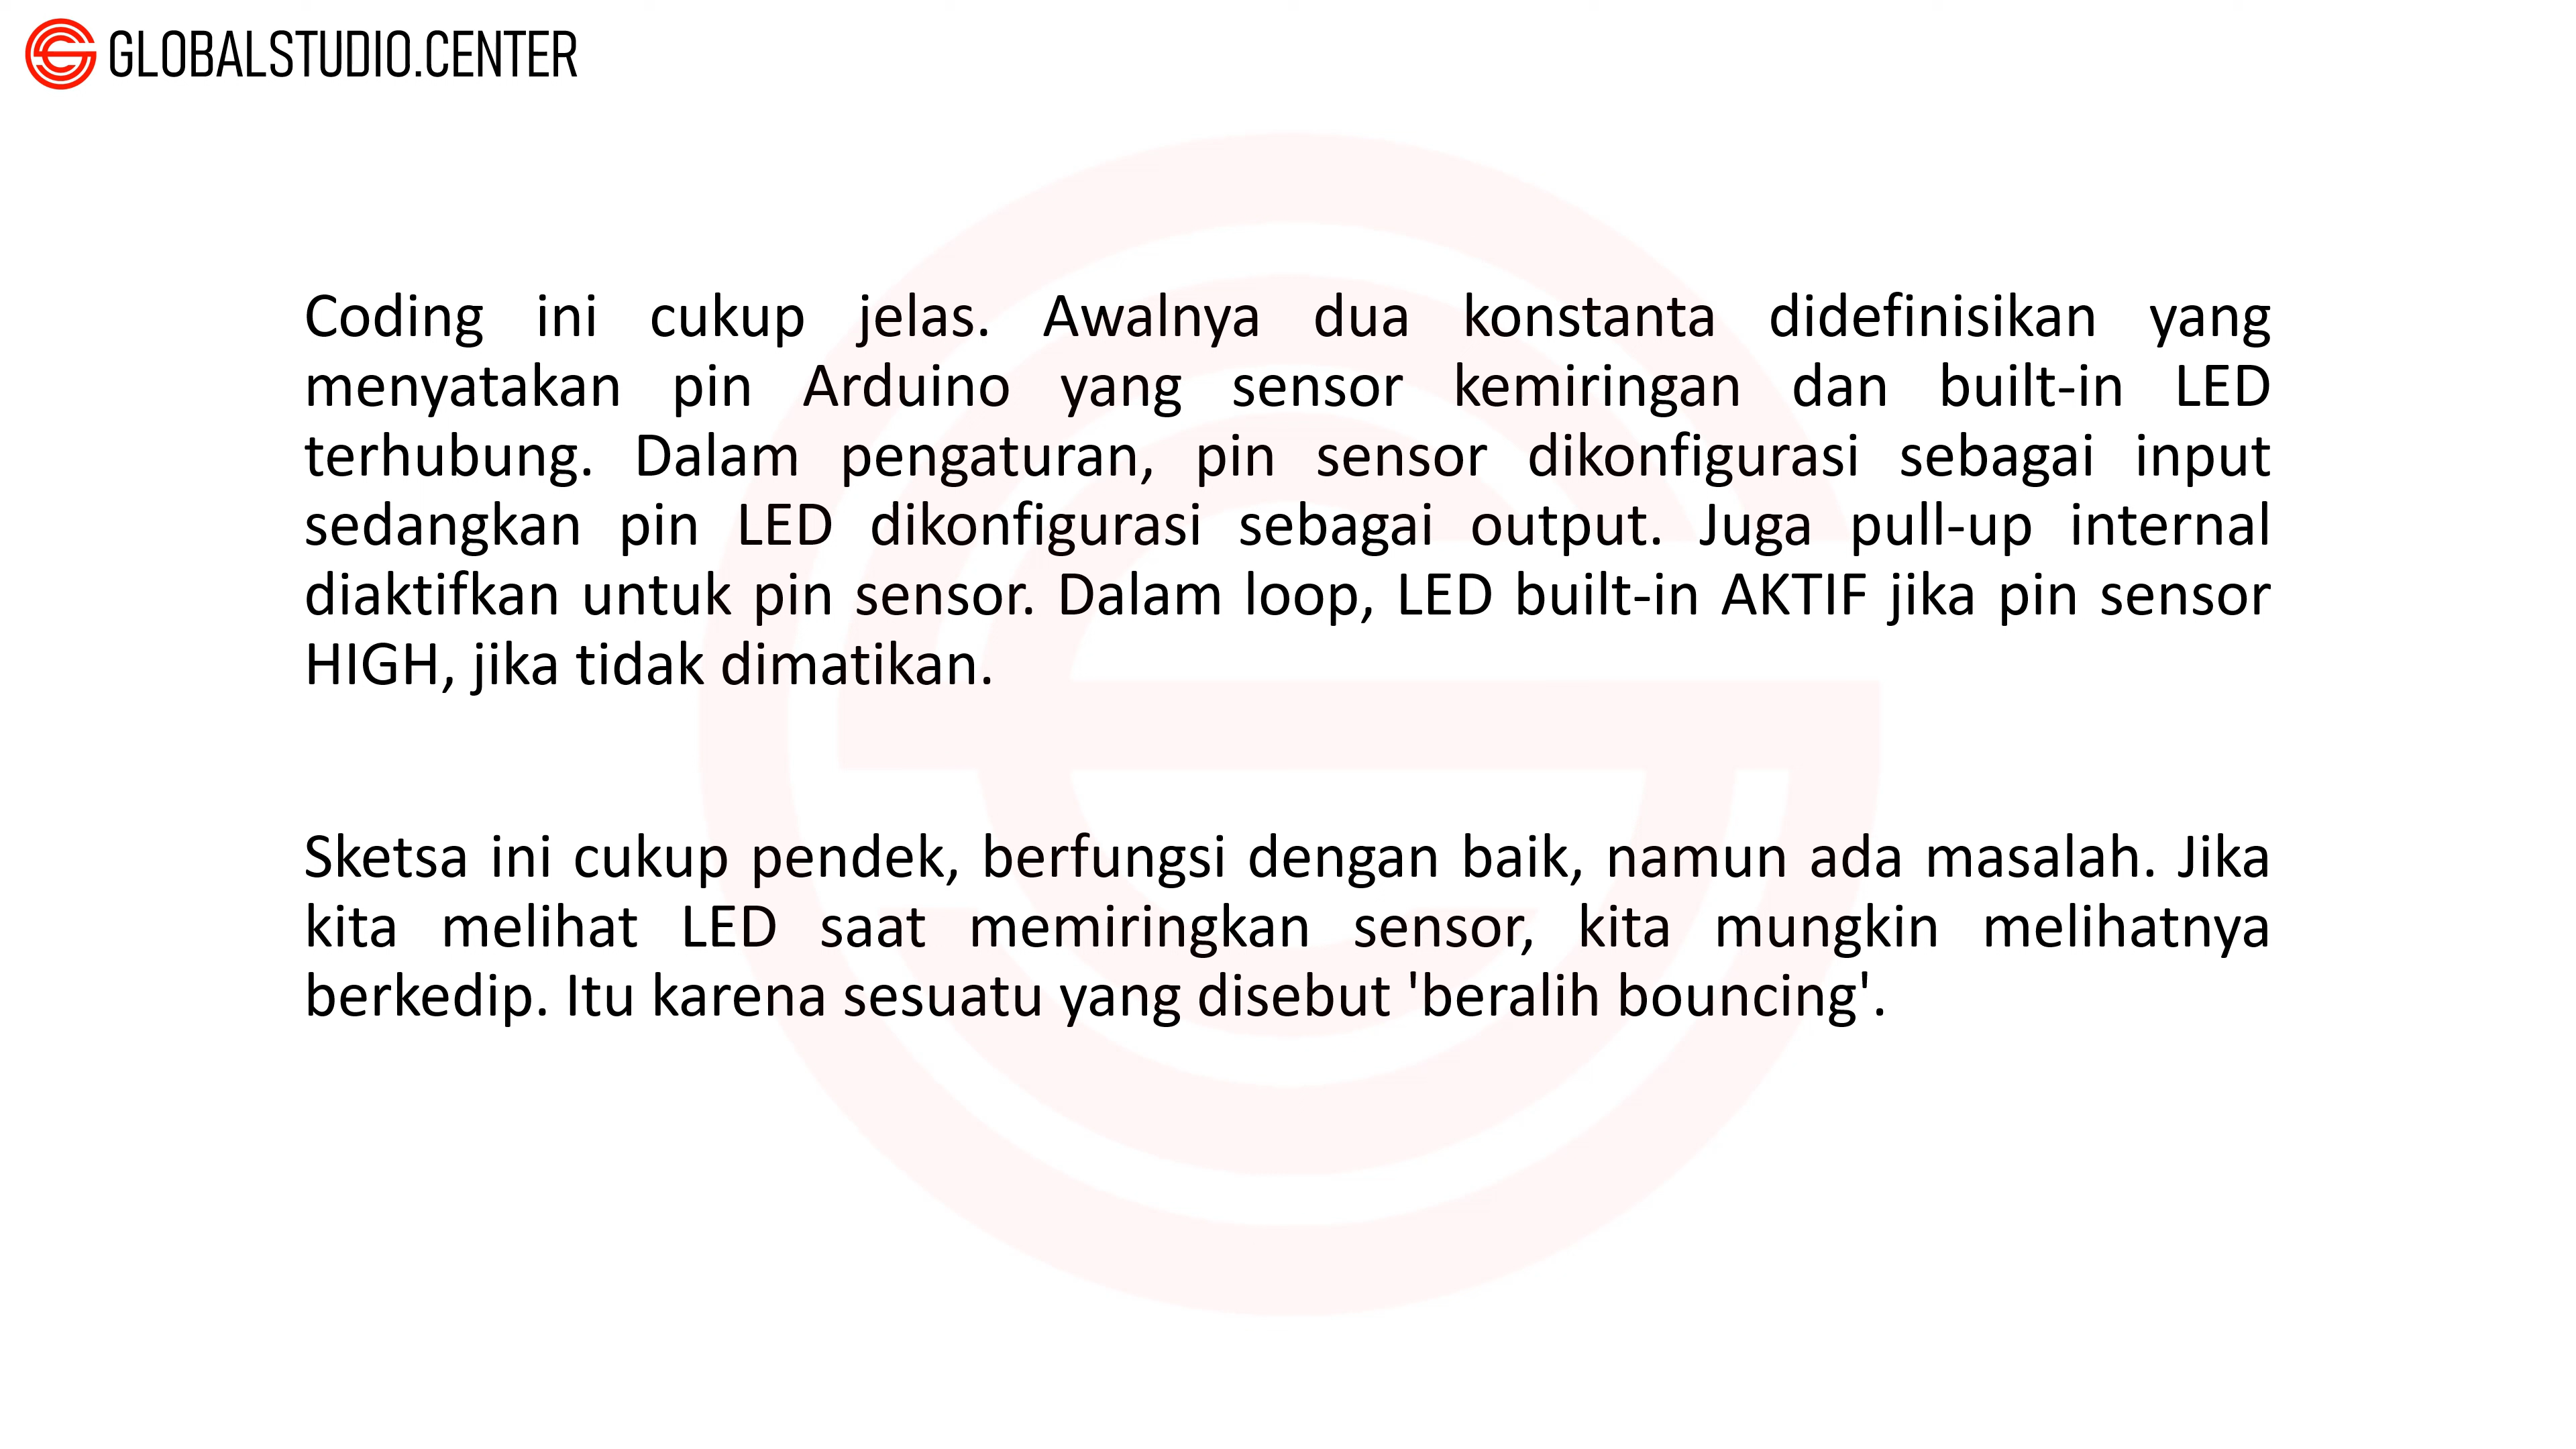 GLOBALSTUDIO.CENTER
Coding ini cukup jelas. Awalnya dua konstanta didefinisikan yang
menyatakan pin Arduino yang sensor kemiringan dan built-in LED
terhubung. Dalam pengaturan, pin sensor dikonfigurasi sebagai input
sedangkan pin LED dikonfigurasi sebagai output. Juga pull-up internal
diaktifkan untuk pin sensor. Dalam loop, LED built-in AKTIF jika pin sensor
HIGH, jika tidak dimatikan.
Sketsa ini cukup pendek, berfungsi dengan baik, namun ada masalah. Jika
kita melihat LED saat memiringkan sensor, kita mungkin melihatnya
berkedip. Itu karena sesuatu yang disebut 'beralih bouncing'.